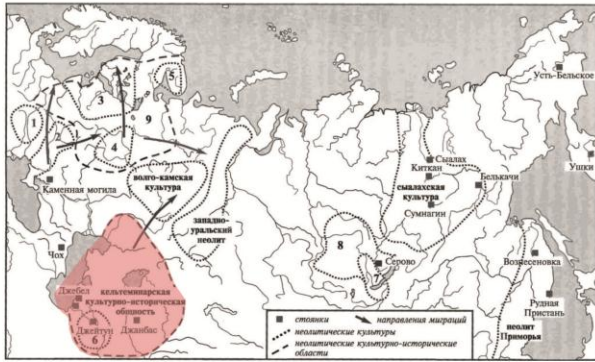 Усть-Бельское
5
3
1
9
Сыалах
Киткан
Ушки
4
сыалахская
культура
Белькачи
волго-камская
культура
Каменная могила
Сумнагин
западно-
уральский
неолит
8
Чох
Серово
Вознесеновка
7
кельтеминарская
культурно-историческая
общность
Джебел
Рудная
Пристань
Джейтун
Джанбас
6
неолит
Приморья
стоянки
направления миграций
неолитические культуры
неолитические культурно-исторические
области